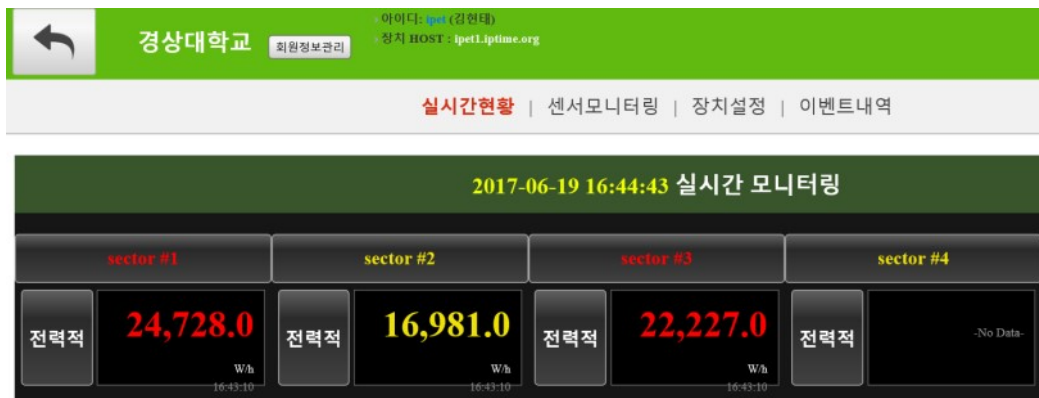 아이디: ipet (김현태)
경상대학교 회원정보관리 장치 HOST : ipet1.iptime.org
실시간현황 | 센서모니터링 | 장치설정 | 이벤트내역
2017-06-19 16:44:43 실시간 모니터링
sector #1 sector #2 sector #3 sector #4
전력적 24,728.0 전력적 16,981.0 전력적 22,227.0 전력적 -No Data-
W/h W/h W/h
16:43:10 16:43:10 16:43:10